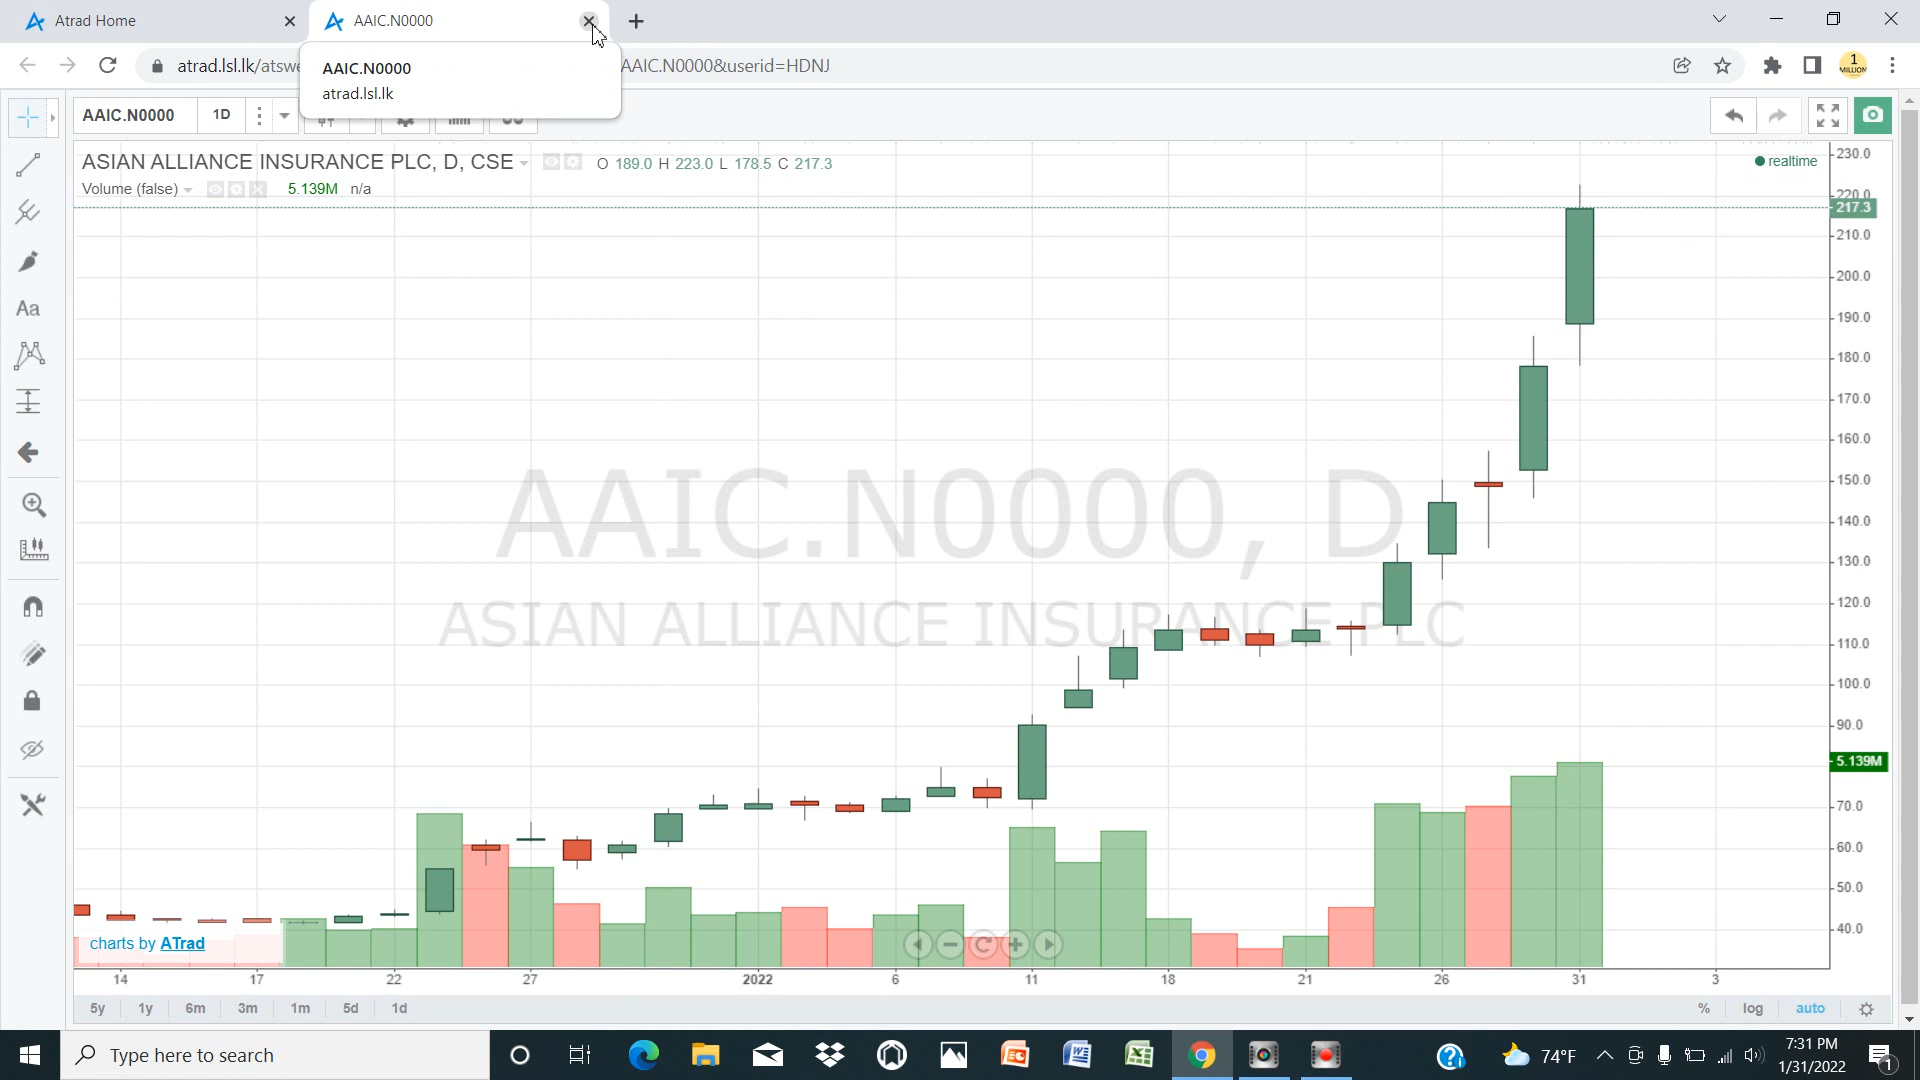 Atrad Home
AAIC.N0000
atrad.lsl.lk/atswe
AAIC.N0000&userid=HDNJ
AAIC.N0000
atrad.lsl.lk
1
MILLION
AAIC.N0000
1D
ASIAN ALLIANCE INSURANCE PLC, D, CSE
O 189.0 H 223.0 L 178.5 C 217.3
realtime
Volume (false)
5.139M n/a
Aa
AAIC.N0000, D
ASIAN ALLIANCE INSURANCE PLC
230.0
220.0
217.3
210.0
200.0
190.0
180.0
170.0
160.0
150.0
140.0
130.0
120.0
110.0
100.0
90.0
5.139M
70.0
60.0
50.0
40.0
charts by ATrad
14 17 22 27 2022 6 11 18 21 26 31 3
5y 1y 6m 3m 1m 5d 1d
% log auto
Type here to search
74°F
7:31 PM
1/31/2022
1